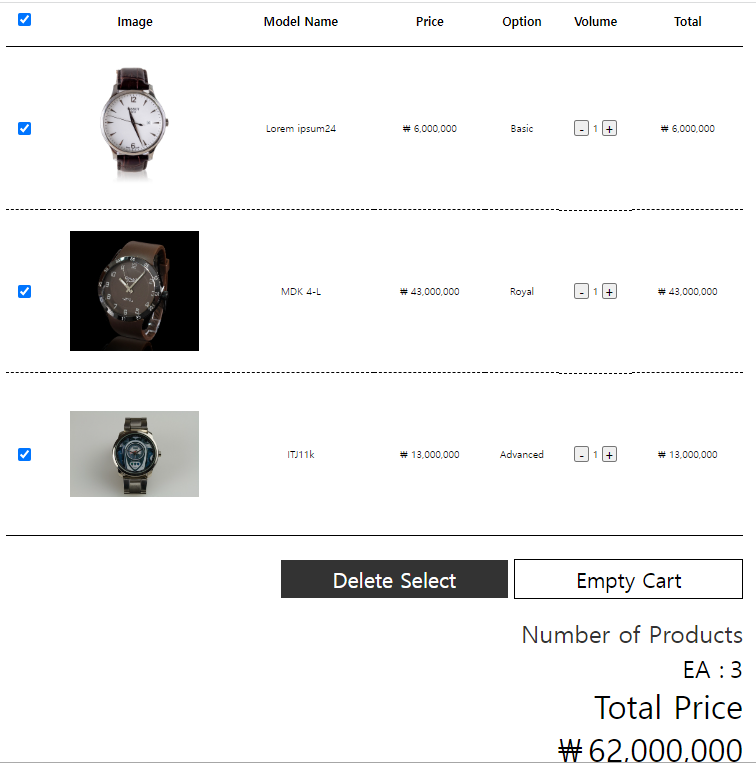 Image Model Name Price Option Volume Total
Lorem ipsum24 ₩ 6,000,000 Basic - 1 + ₩ 6,000,000
MDK 4-L ₩ 43,000,000 Royal - 1 + ₩ 43,000,000
ITJ11k ₩ 13,000,000 Advanced - 1 + ₩ 13,000,000
Delete Select Empty Cart
Number of Products
EA : 3
Total Price
₩ 62,000,000